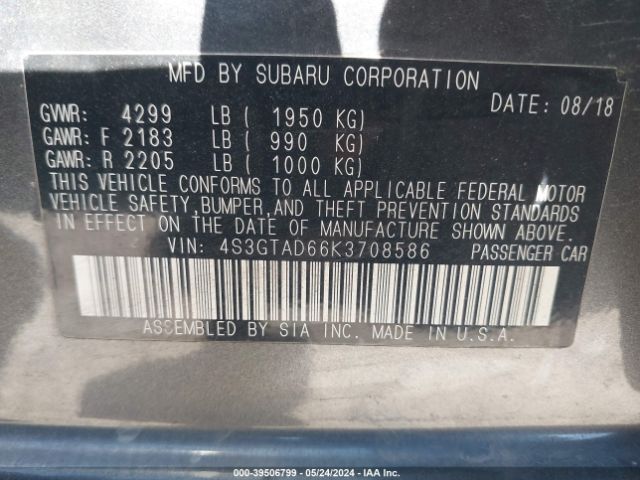 MFD BY SUBARU CORPORATION
DATE: 08/18
GVWR: 4299 LB ( 1950 KG)
GAWR: F 2183 LB ( 990 KG)
GAWR: R 2205 LB ( 1000 KG)
THIS VEHICLE CONFORMS TO ALL APPLICABLE FEDERAL MOTOR
VEHICLE SAFETY, BUMPER, AND THEFT PREVENTION STANDARDS
IN EFFECT ON THE DATE OF MANUFACTURE SHOWN ABOVE.
VIN: 4S3GTAD66K3708586 PASSENGER CAR
ASSEMBLED BY SIA INC. MADE IN U.S.A.
000-39506799 - 05/24/2024 - IAA Inc.